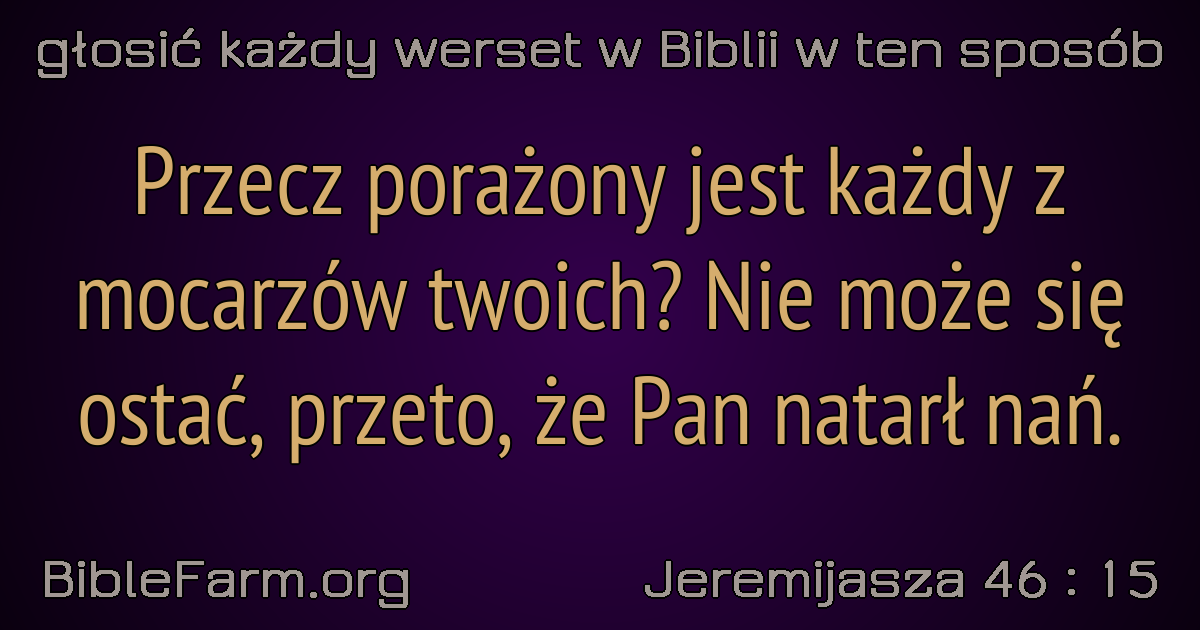 głosić każdy werset w Biblii w ten sposób
Przecz porażony jest każdy z
mocarzów twoich? Nie może się
ostać, przeto, że Pan natarł nań.
BibleFarm.org
Jeremijasza 46 : 15